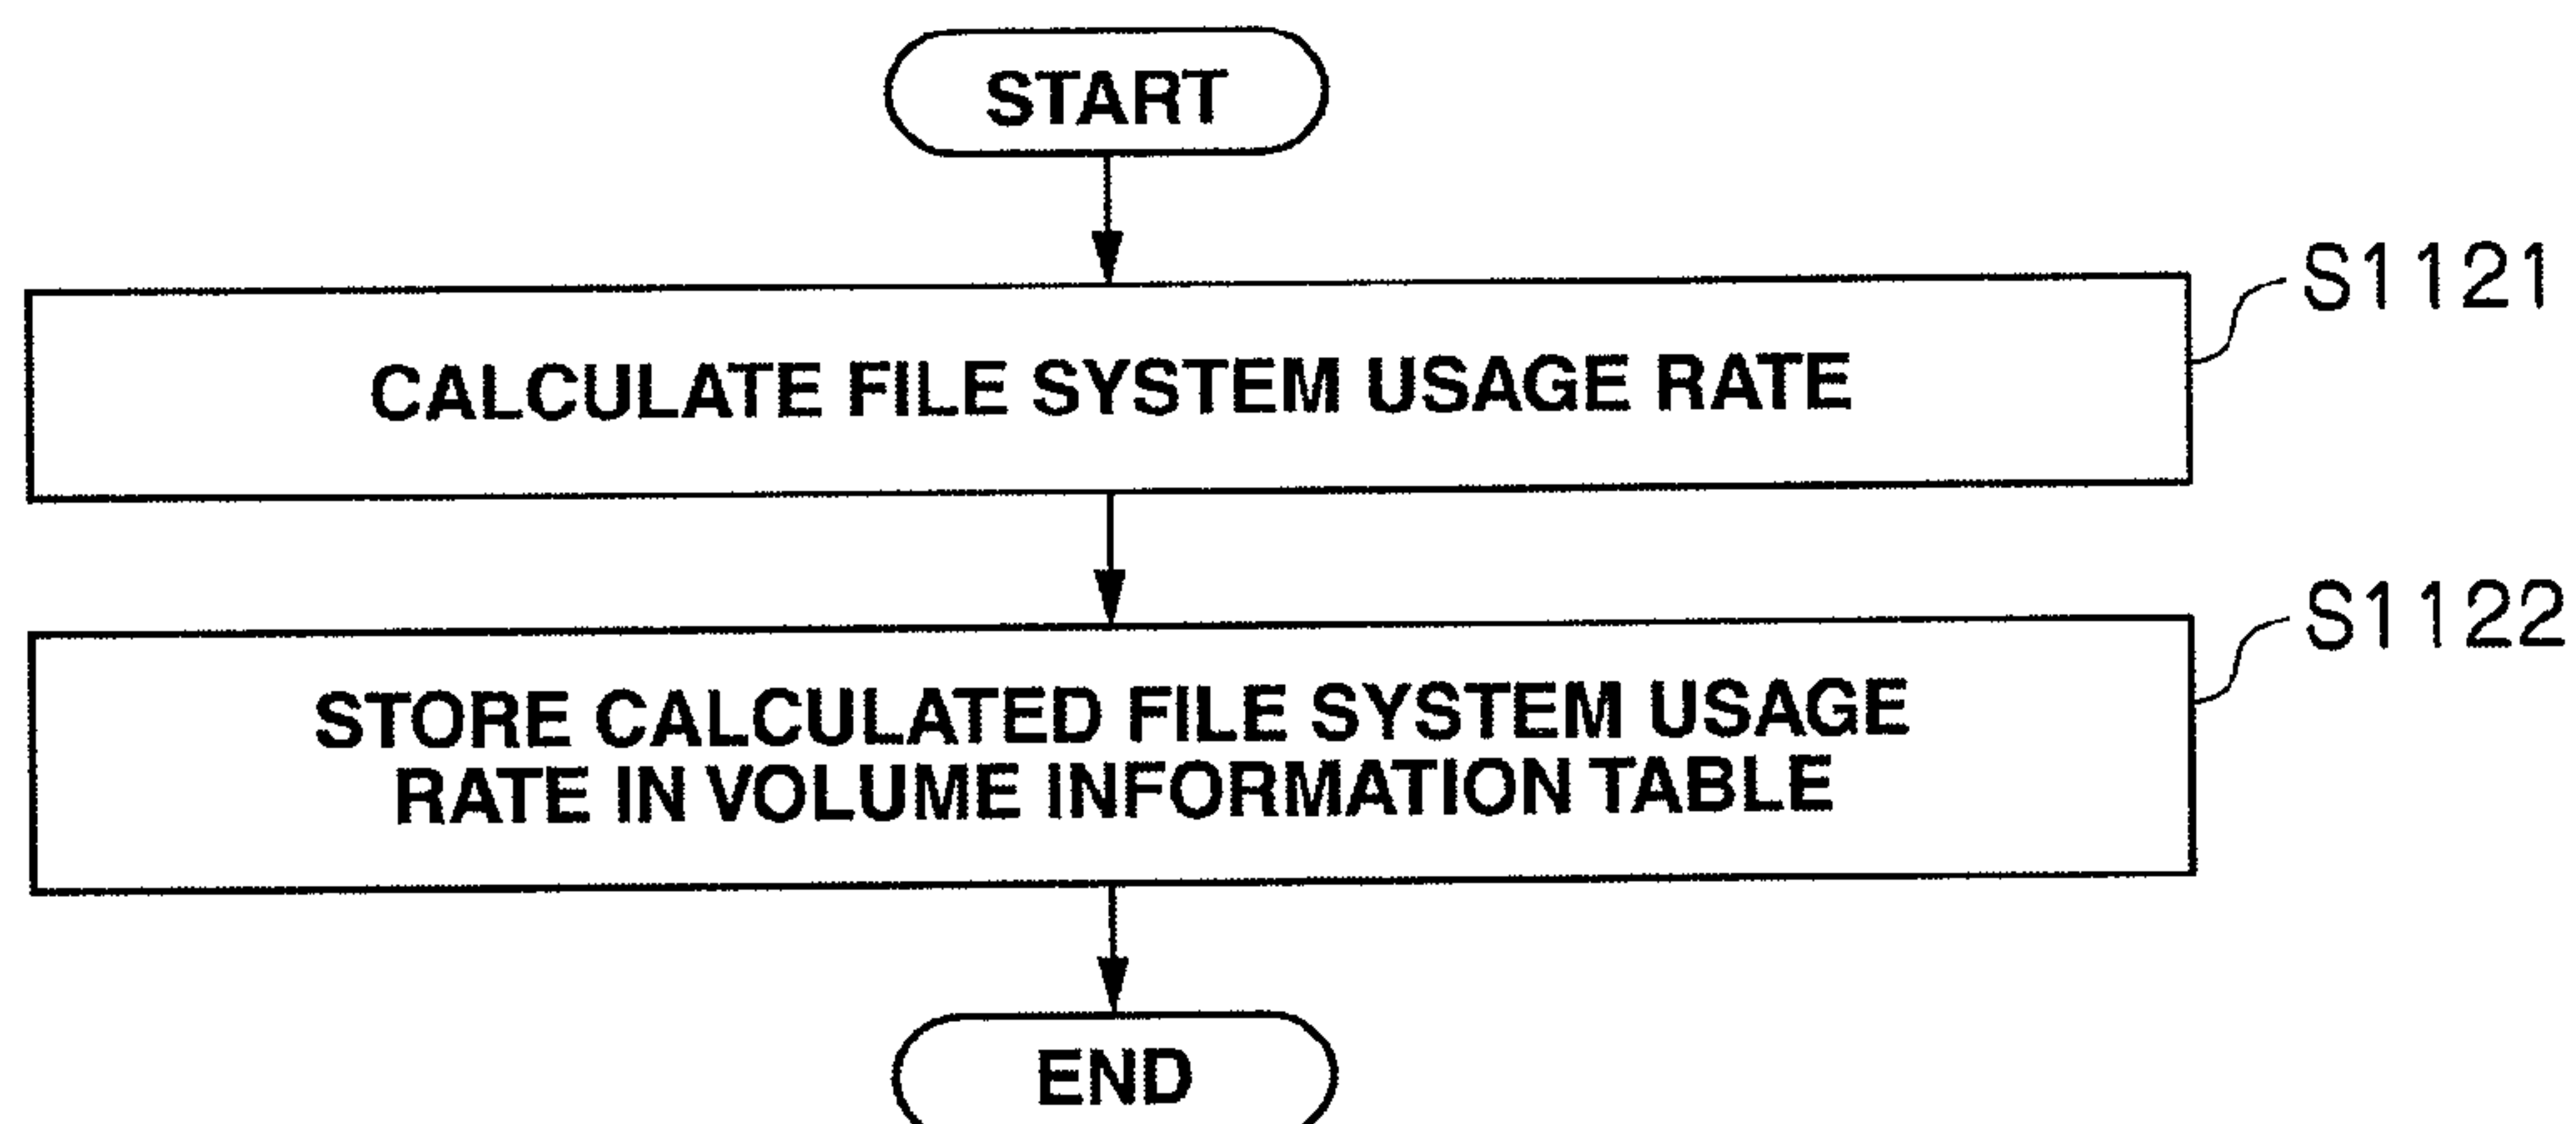 START
S1121
CALCULATE FILE SYSTEM USAGE RATE
S1122
STORE CALCULATED FILE SYSTEM USAGE
RATE IN VOLUME INFORMATION TABLE
END